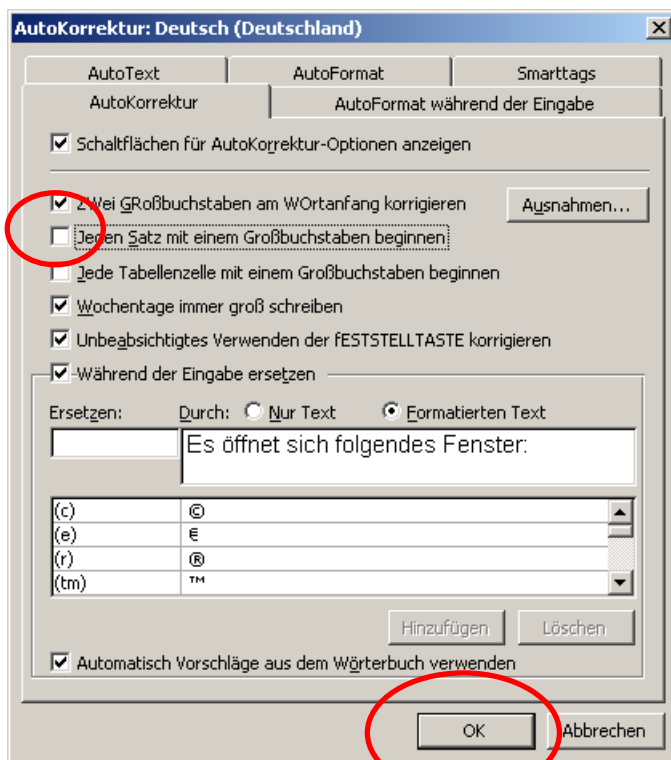 AutoKorrektur: Deutsch (Deutschland)
AutoText AutoFormat Smarttags
AutoKorrektur AutoFormat während der Eingabe
Schaltflächen für AutoKorrektur-Optionen anzeigen
ZWei GRoßbuchstaben am WOrtanfang korrigieren Ausnahmen...
Jeden Satz mit einem Großbuchstaben beginnen
Jede Tabellenzelle mit einem Großbuchstaben beginnen
Wochentage immer groß schreiben
Unbeabsichtigtes Verwenden der fESTSTELLTASTE korrigieren
Während der Eingabe ersetzen
Ersetzen: Durch: Nur Text Formatierten Text
Es öffnet sich folgendes Fenster:
(c) ©
(e) €
(r) ®
(tm) ™
Hinzufügen Löschen
Automatisch Vorschläge aus dem Wörterbuch verwenden
OK Abbrechen